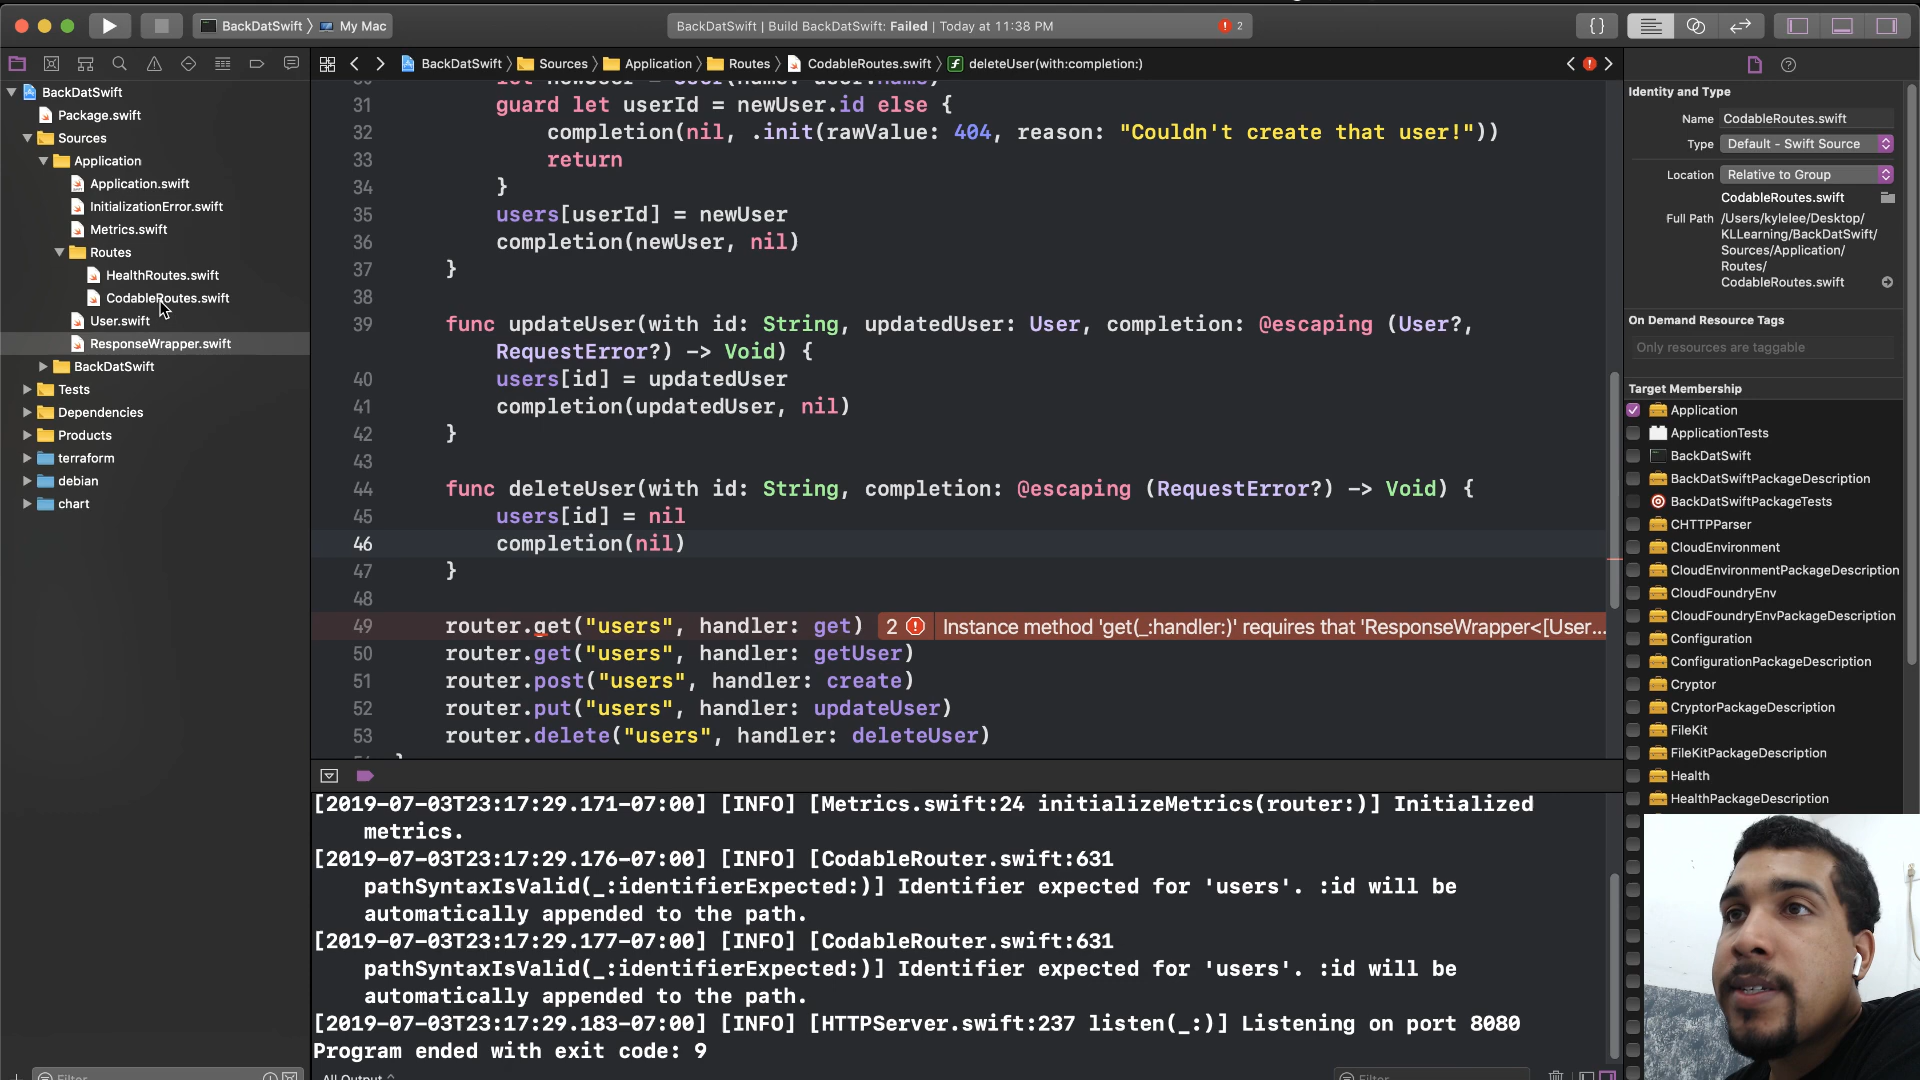 BackDatSwift
My Mac
BackDatSwift | Build BackDatSwift: Failed | Today at 11:38 PM
2
{}
BackDatSwift
Sources
Application
Routes
CodableRoutes.swift
deleteUser(with:completion:)
BackDatSwift
Package.swift
Sources
Application
Application.swift
InitializationError.swift
Metrics.swift
Routes
HealthRoutes.swift
CodableRoutes.swift
User.swift
ResponseWrapper.swift
BackDatSwift
Tests
Dependencies
Products
terraform
debian
chart
Filter
31 guard let userId = newUser.id else {
32 completion(nil, .init(rawValue: 404, reason: "Couldn't create that user!"))
33 return
34 }
35 users[userId] = newUser
36 completion(newUser, nil)
37 }
38
39 func updateUser(with id: String, updatedUser: User, completion: @escaping (User?,
RequestError?) -> Void) {
40 users[id] = updatedUser
41 completion(updatedUser, nil)
42 }
43
44 func deleteUser(with id: String, completion: @escaping (RequestError?) -> Void) {
45 users[id] = nil
46 completion(nil)
47 }
48
49 router.get("users", handler: get) 2 Instance method 'get(_:handler:)' requires that 'ResponseWrapper<[User...
50 router.get("users", handler: getUser)
51 router.post("users", handler: create)
52 router.put("users", handler: updateUser)
53 router.delete("users", handler: deleteUser)
[2019-07-03T23:17:29.171-07:00] [INFO] [Metrics.swift:24 initializeMetrics(router:)] Initialized
metrics.
[2019-07-03T23:17:29.176-07:00] [INFO] [CodableRouter.swift:631
pathSyntaxIsValid(_:identifierExpected:)] Identifier expected for 'users'. :id will be
automatically appended to the path.
[2019-07-03T23:17:29.177-07:00] [INFO] [CodableRouter.swift:631
pathSyntaxIsValid(_:identifierExpected:)] Identifier expected for 'users'. :id will be
automatically appended to the path.
[2019-07-03T23:17:29.183-07:00] [INFO] [HTTPServer.swift:237 listen(_:)] Listening on port 8080
Program ended with exit code: 9
All Output
Filter
Identity and Type
Name CodableRoutes.swift
Type Default - Swift Source
Location Relative to Group
CodableRoutes.swift
Full Path /Users/kylelee/Desktop/
KLLearning/BackDatSwift/
Sources/Application/
Routes/
CodableRoutes.swift
On Demand Resource Tags
Only resources are taggable
Target Membership
Application
ApplicationTests
BackDatSwift
BackDatSwiftPackageDescription
BackDatSwiftPackageTests
CHTTPParser
CloudEnvironment
CloudEnvironmentPackageDescription
CloudFoundryEnv
CloudFoundryEnvPackageDescription
Configuration
ConfigurationPackageDescription
Cryptor
CryptorPackageDescription
FileKit
FileKitPackageDescription
Health
HealthPackageDescription